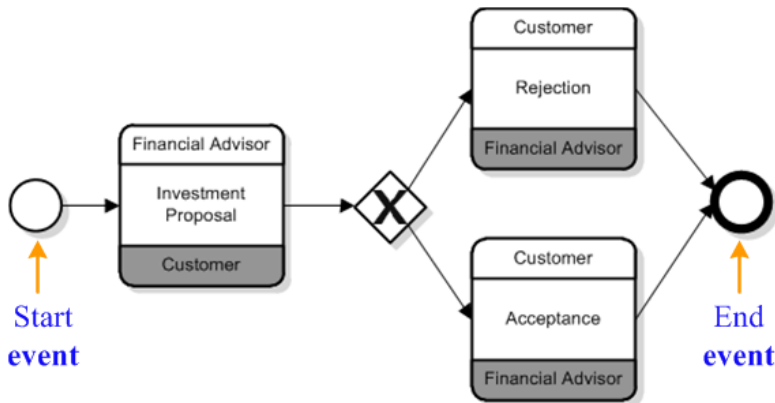 Financial Advisor
Investment
Proposal
Customer
X
Customer
Rejection
Financial Advisor
Customer
Acceptance
Financial Advisor
Start
event
End
event